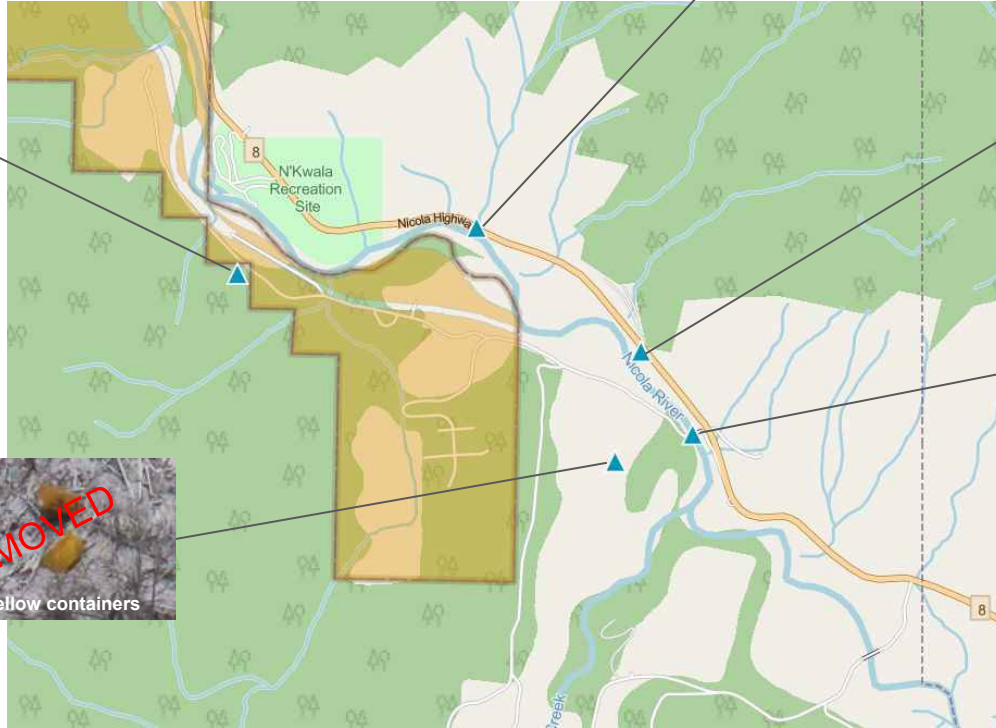 8
N'Kwala
Recreation
Site
Nicola Highwa
Nicola River
MOVED
ellow containers
8
Creek